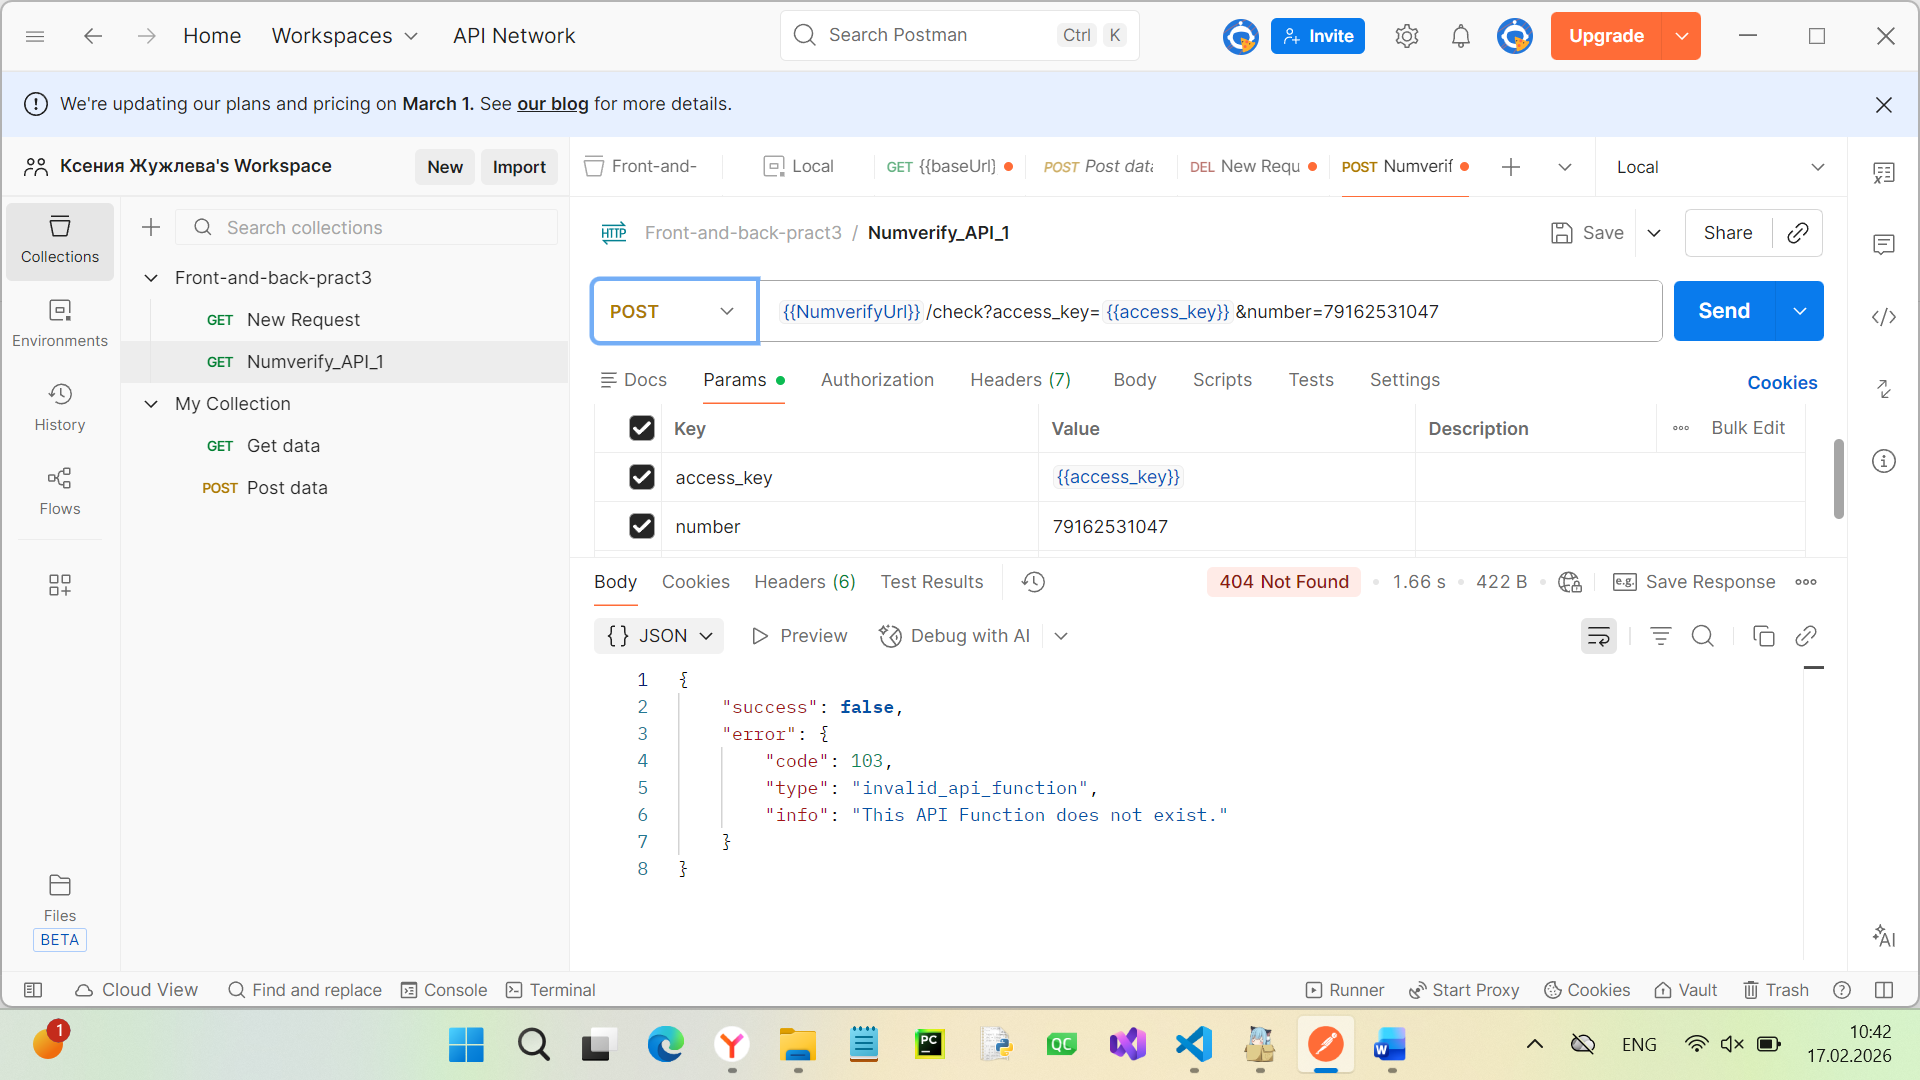 Home Workspaces API Network
Search Postman Ctrl K
Invite Upgrade
We're updating our plans and pricing on March 1. See our blog for more details.
Ксения Жужлева's Workspace New Import
Front-and- Local GET {{baseUrl} POST Post data DEL New Requ POST Numverif Local
Collections
Environments
History
Flows
Files
BETA
Search collections
Front-and-back-pract3
GET New Request
GET Numverify_API_1
My Collection
GET Get data
POST Post data
HTTP Front-and-back-pract3 / Numverify_API_1 Save Share
POST {{NumverifyUrl}} /check?access_key= {{access_key}} &number=79162531047 Send
Docs Params Authorization Headers (7) Body Scripts Tests Settings Cookies
Key Value Description Bulk Edit
access_key {{access_key}}
number 79162531047
Body Cookies Headers (6) Test Results 404 Not Found 1.66 s 422 B e.g. Save Response
{} JSON Preview Debug with AI
1 {
2 "success": false,
3 "error": {
4 "code": 103,
5 "type": "invalid_api_function",
6 "info": "This API Function does not exist."
7 }
8 }
AI
Cloud View Find and replace Console Terminal Runner Start Proxy Cookies Vault Trash
1 PC QC W ENG 10:42
17.02.2026